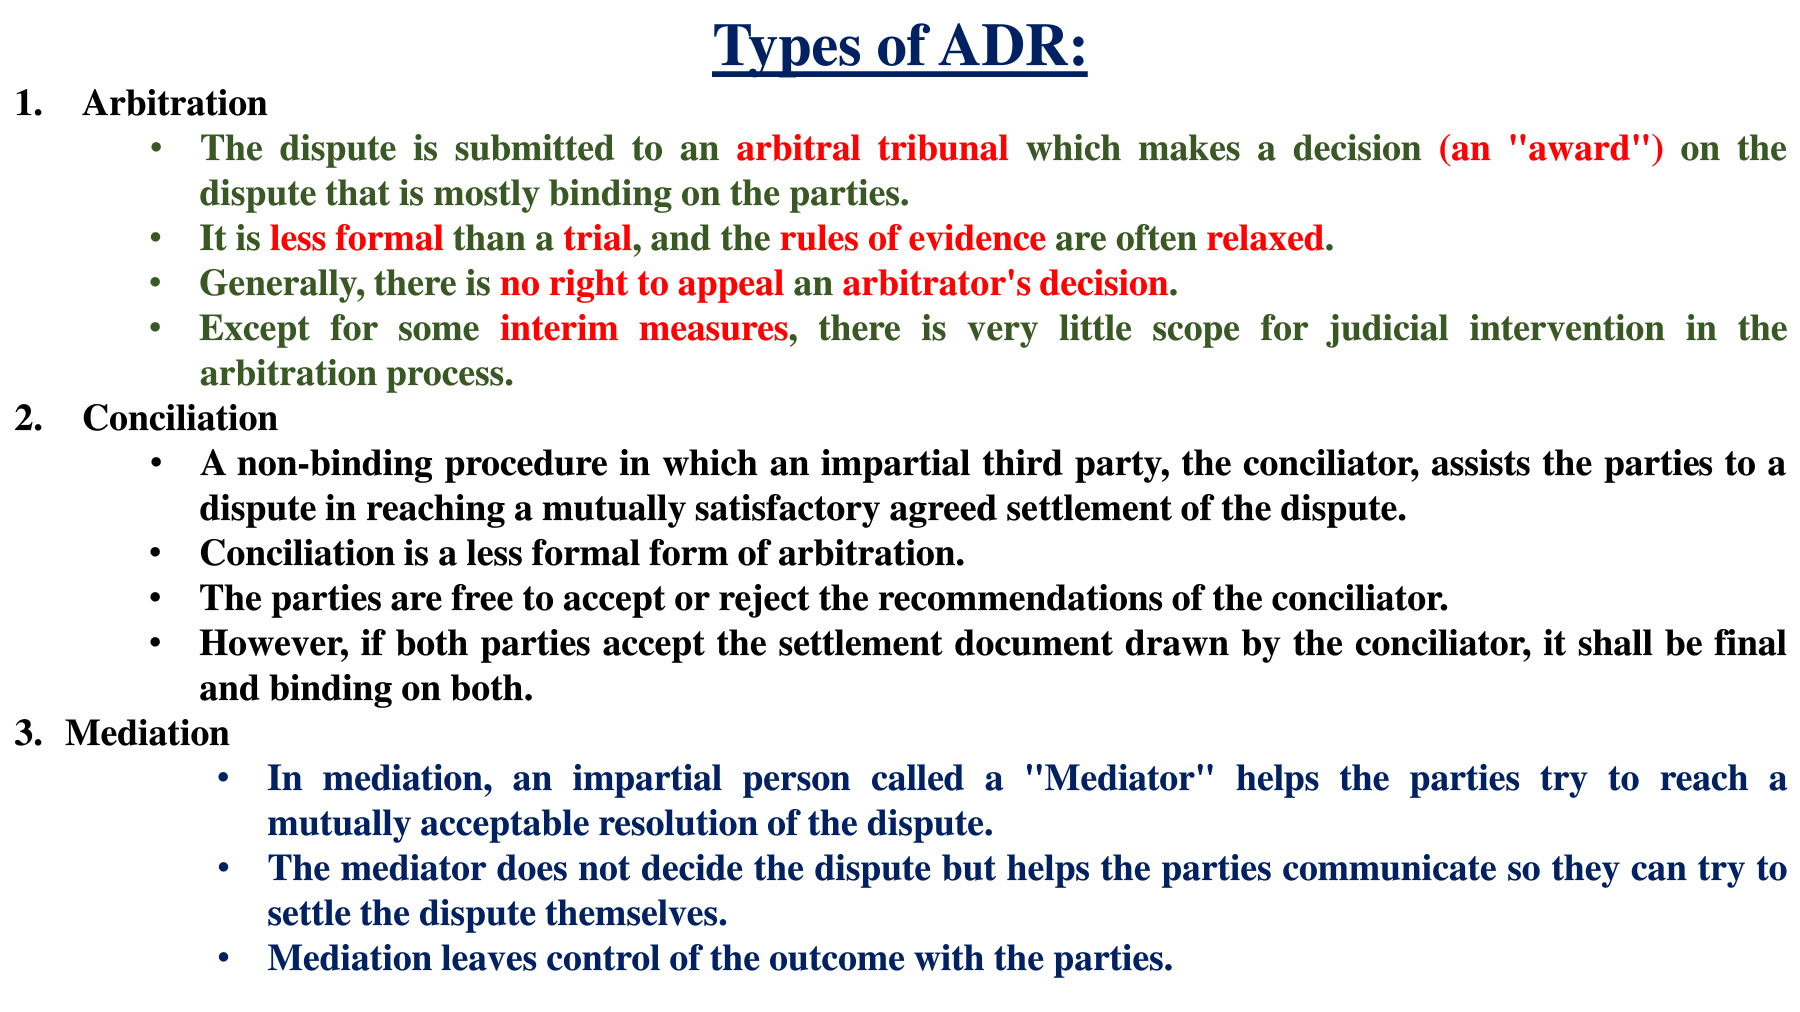 Types of ADR:
1. Arbitration
• The dispute is submitted to an arbitral tribunal which makes a decision (an "award") on the
dispute that is mostly binding on the parties.
• It is less formal than a trial, and the rules of evidence are often relaxed.
• Generally, there is no right to appeal an arbitrator's decision.
• Except for some interim measures, there is very little scope for judicial intervention in the
arbitration process.
2. Conciliation
• A non-binding procedure in which an impartial third party, the conciliator, assists the parties to a
dispute in reaching a mutually satisfactory agreed settlement of the dispute.
• Conciliation is a less formal form of arbitration.
• The parties are free to accept or reject the recommendations of the conciliator.
• However, if both parties accept the settlement document drawn by the conciliator, it shall be final
and binding on both.
3. Mediation
• In mediation, an impartial person called a "Mediator" helps the parties try to reach a
mutually acceptable resolution of the dispute.
• The mediator does not decide the dispute but helps the parties communicate so they can try to
settle the dispute themselves.
• Mediation leaves control of the outcome with the parties.